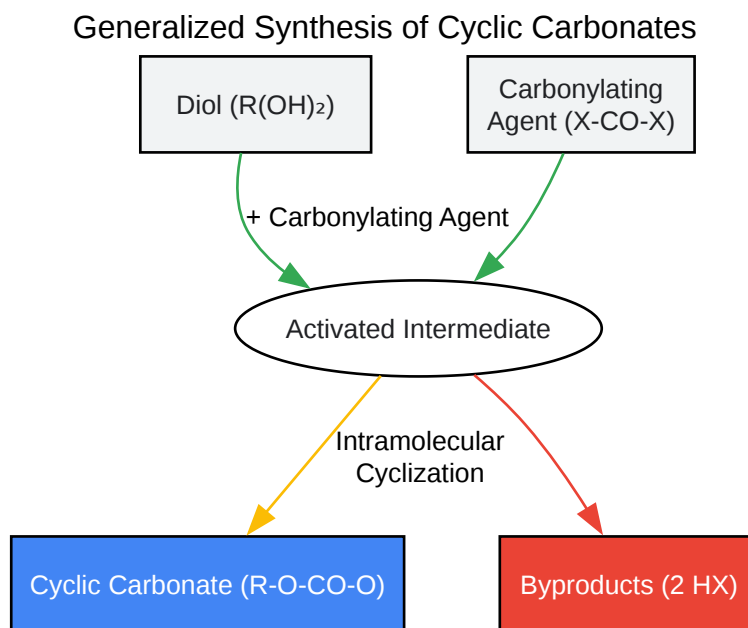 Generalized Synthesis of Cyclic Carbonates
Diol (R(OH)₂)
Carbonylating
Agent (X-CO-X)
+ Carbonylating Agent
Activated Intermediate
Intramolecular
Cyclization
Cyclic Carbonate (R-O-CO-O)
Byproducts (2 HX)